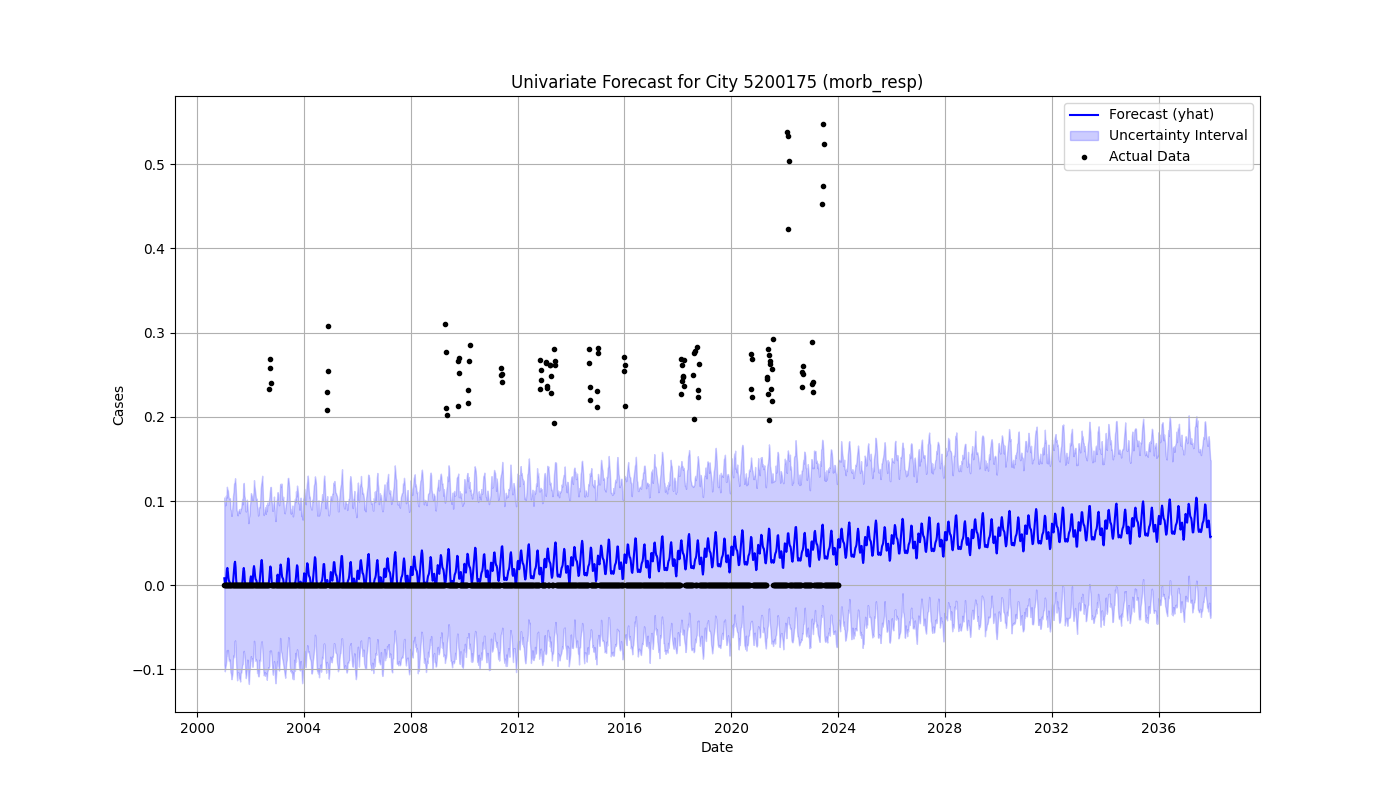 Univariate Forecast for City 5200175 (morb_resp)
Forecast (yhat)
Uncertainty Interval
Actual Data
Cases
0.5
0.4
0.3
0.2
0.1
0.0
−0.1
2000 2004 2008 2012 2016 2020 2024 2028 2032 2036
Date